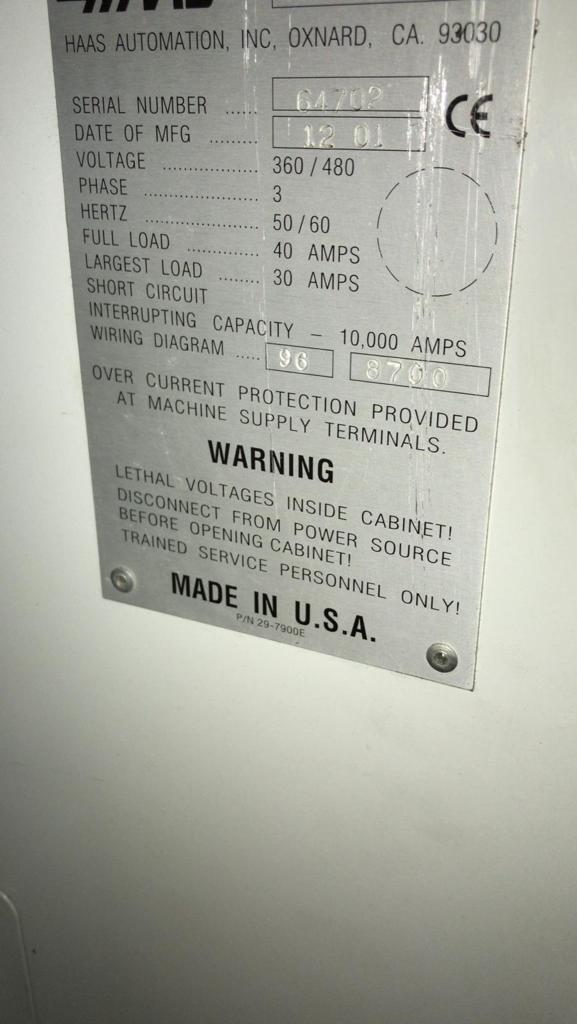 HAAS AUTOMATION, INC, OXNARD, CA. 93030
SERIAL NUMBER ..... 64702
DATE OF MFG ......... 12 01
CE
VOLTAGE .................. 360 / 480
PHASE ...................... 3
HERTZ ...................... 50 / 60
FULL LOAD .............. 40 AMPS
LARGEST LOAD ........ 30 AMPS
SHORT CIRCUIT
INTERRUPTING CAPACITY – 10,000 AMPS
WIRING DIAGRAM ..... 96 8700
OVER CURRENT PROTECTION PROVIDED
AT MACHINE SUPPLY TERMINALS.
WARNING
LETHAL VOLTAGES INSIDE CABINET!
DISCONNECT FROM POWER SOURCE
BEFORE OPENING CABINET!
TRAINED SERVICE PERSONNEL ONLY!
MADE IN U.S.A.
P/N 29-7900E